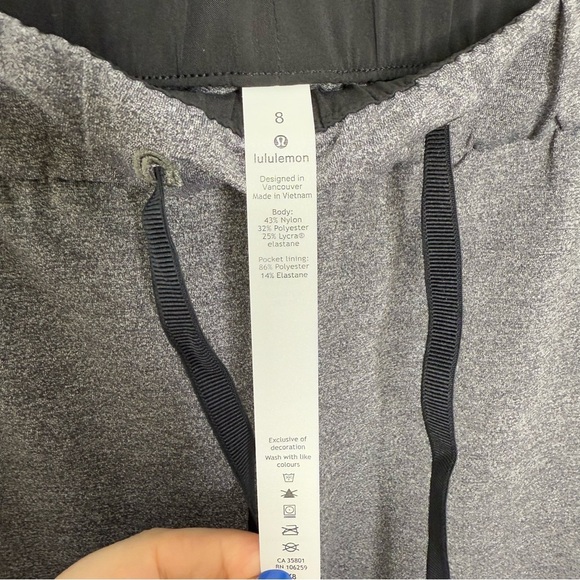 8
lululemon
Designed in
Vancouver
Made in Vietnam
Body:
43% Nylon
32% Polyester
25% Lycra®
elastane
Pocket lining:
86% Polyester
14% Elastane
Exclusive of
decoration
Wash with like
colours
CA 35801
RN 106259